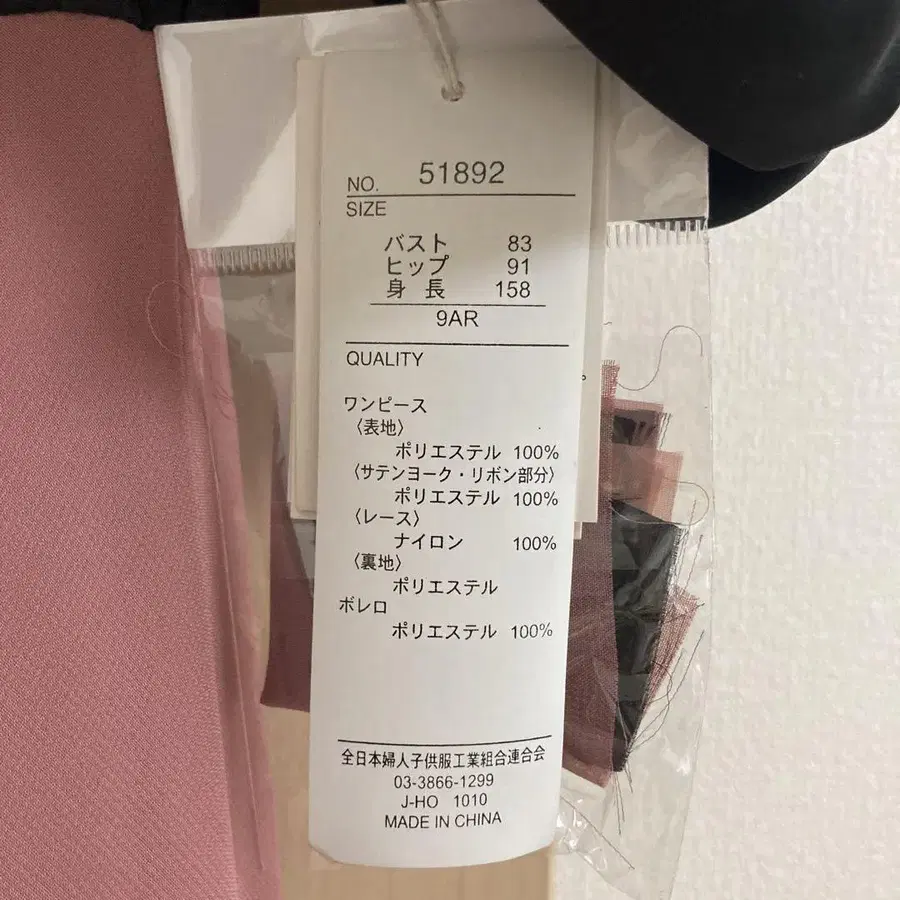 NO. 51892
SIZE
バスト 83
ヒップ 91
身長 158
9AR
QUALITY
ワンピース
〈表地〉
ポリエステル 100%
〈サテンヨーク・リボン部分〉
ポリエステル 100%
〈レース〉
ナイロン 100%
〈裏地〉
ポリエステル
ボレロ
ポリエステル 100%
全日本婦人子供服工業組合連合会
03-3866-1299
J-HO 1010
MADE IN CHINA